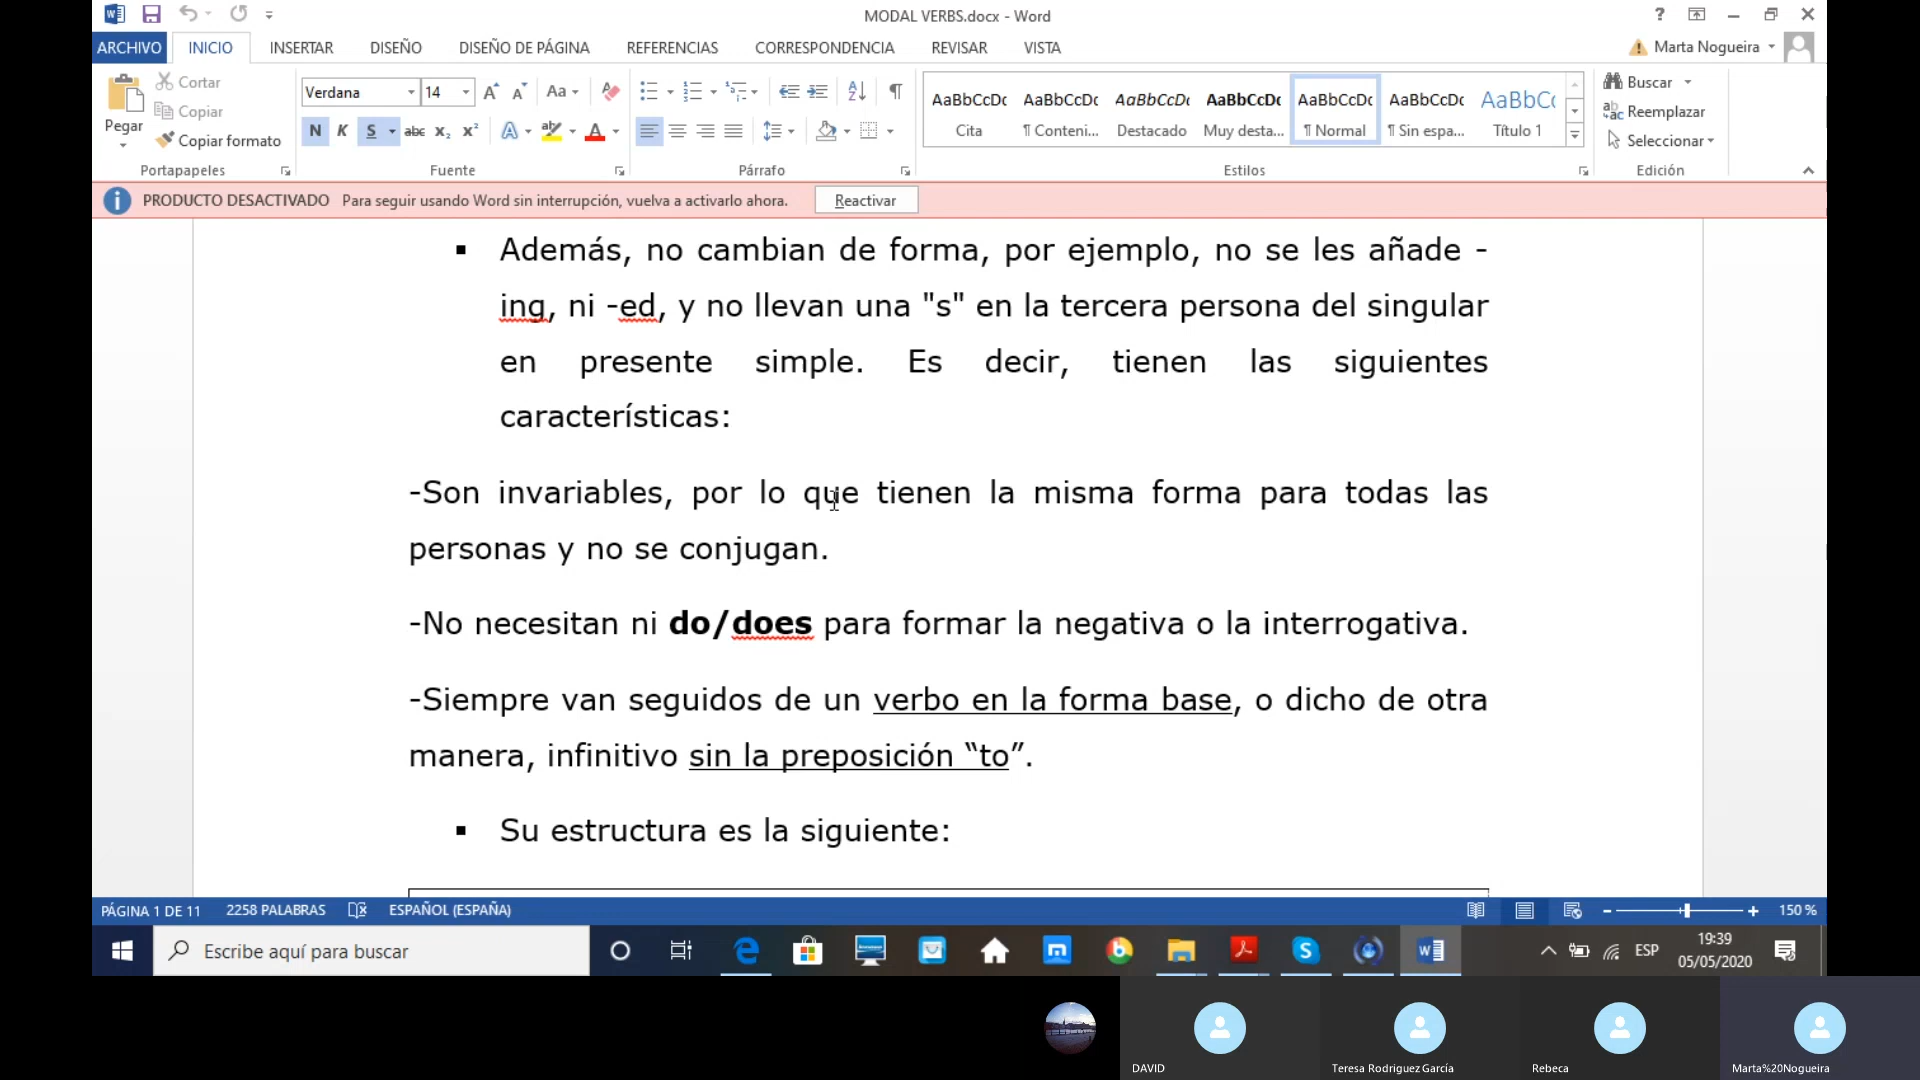 MODAL VERBS.docx - Word
ARCHIVO INICIO INSERTAR DISEÑO DISEÑO DE PÁGINA REFERENCIAS CORRESPONDENCIA REVISAR VISTA Marta Nogueira
Pegar
Cortar
Copiar
Copiar formato
Portapapeles
Verdana 14
Fuente
Párrafo
AaBbCcDc AaBbCcDc AaBbCcDc AaBbCcDc AaBbCcDc AaBbCcDc AaBbCc
Cita ¶ Conteni... Destacado Muy desta... ¶ Normal ¶ Sin espa... Título 1
Estilos
Buscar
Reemplazar
Seleccionar
Edición
PRODUCTO DESACTIVADO Para seguir usando Word sin interrupción, vuelva a activarlo ahora. Reactivar
▪ Además, no cambian de forma, por ejemplo, no se les añade -
ing, ni -ed, y no llevan una "s" en la tercera persona del singular
en presente simple. Es decir, tienen las siguientes
características:
-Son invariables, por lo que tienen la misma forma para todas las
personas y no se conjugan.
-No necesitan ni do/does para formar la negativa o la interrogativa.
-Siempre van seguidos de un verbo en la forma base, o dicho de otra
manera, infinitivo sin la preposición “to”.
▪ Su estructura es la siguiente:
PÁGINA 1 DE 11 2258 PALABRAS ESPAÑOL (ESPAÑA) 150 %
Escribe aquí para buscar
ESP
19:39
05/05/2020
DAVID
Teresa Rodriguez García
Rebeca
Marta%20Nogueira